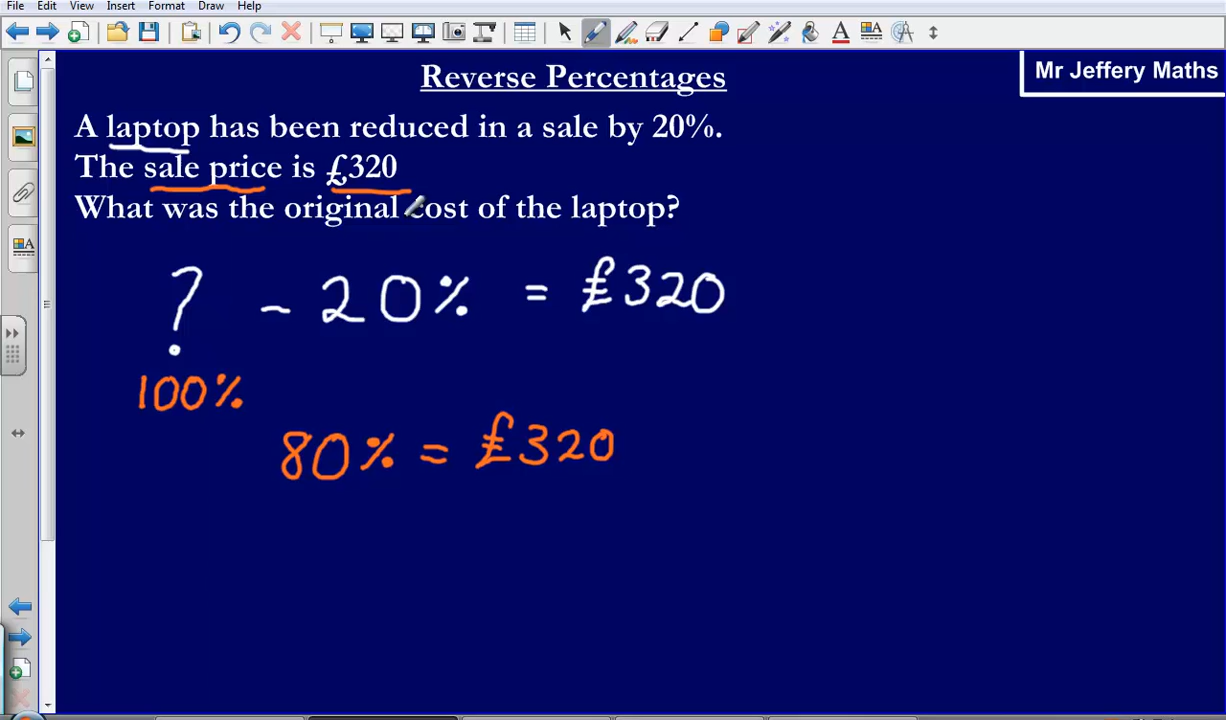 File Edit View Insert Format Draw Help
Reverse Percentages
Mr Jeffery Maths
A laptop has been reduced in a sale by 20%.
The sale price is £320
What was the original cost of the laptop?
? - 20% = £320
100%
80% = £320